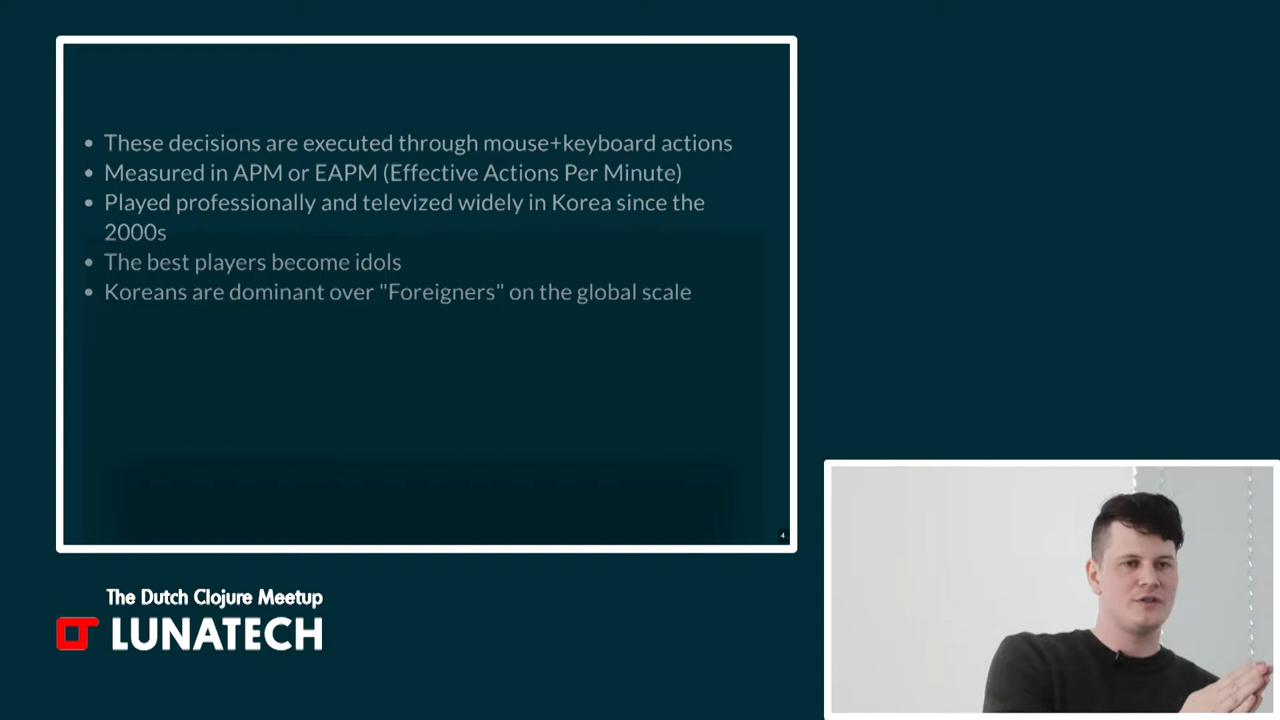 • These decisions are executed through mouse+keyboard actions
• Measured in APM or EAPM (Effective Actions Per Minute)
• Played professionally and televized widely in Korea since the
2000s
• The best players become idols
• Koreans are dominant over "Foreigners" on the global scale
4
The Dutch Clojure Meetup
LUNATECH